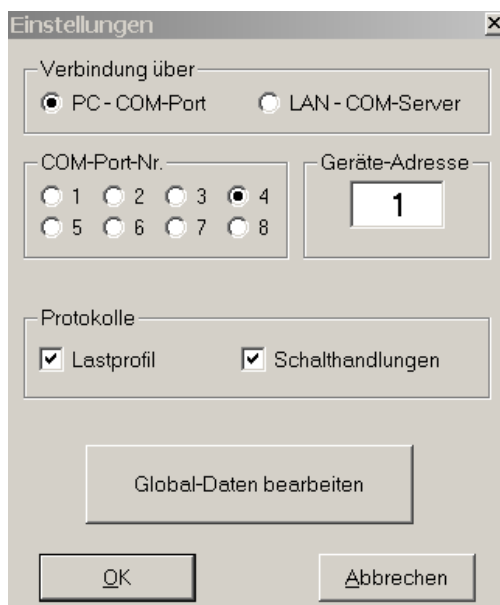 Einstellungen
Verbindung über
PC - COM-Port LAN - COM-Server
COM-Port-Nr. Geräte-Adresse
1 2 3 4 1
5 6 7 8
Protokolle
Lastprofil Schalthandlungen
Global-Daten bearbeiten
OK Abbrechen